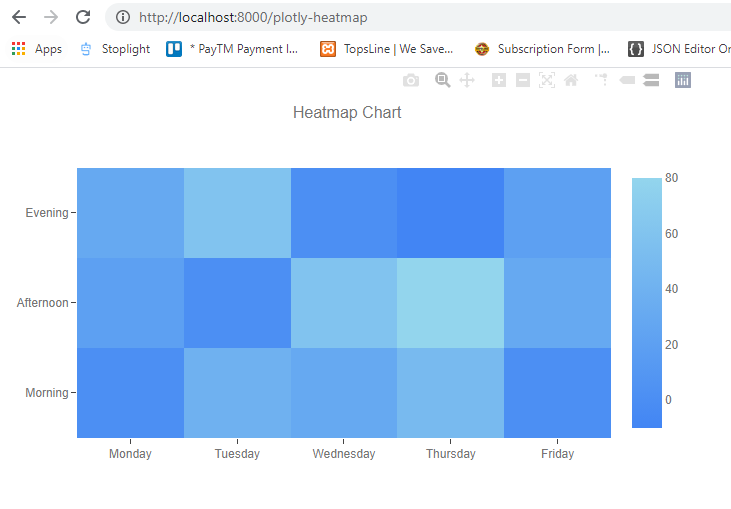 http://localhost:8000/plotly-heatmap
Apps Stoplight * PayTM Payment I... TopsLine | We Save... Subscription Form |... JSON Editor On
Heatmap Chart
80
60
40
20
0
Evening
Afternoon
Morning
Monday Tuesday Wednesday Thursday Friday